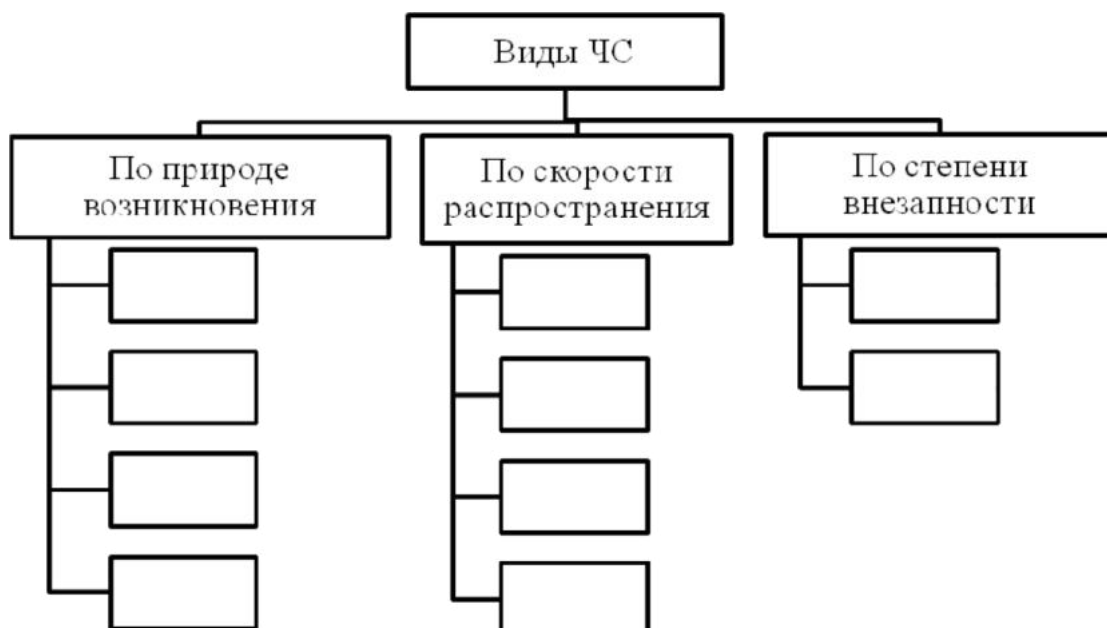 Виды ЧС
По природе
возникновения
По скорости
распространения
По степени
внезапности